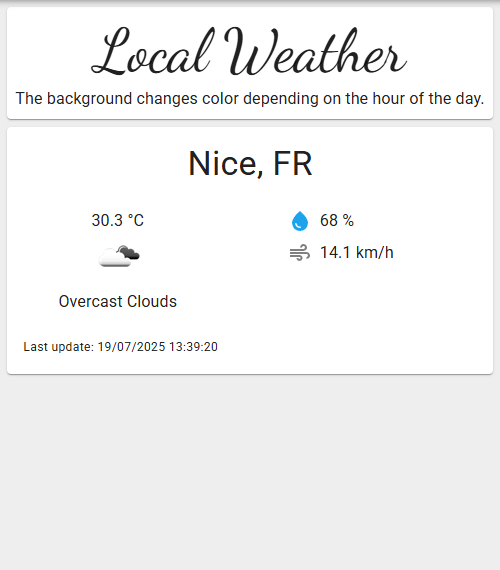 Local Weather
The background changes color depending on the hour of the day.
Nice, FR
30.3 °C
68 %
14.1 km/h
Overcast Clouds
Last update: 19/07/2025 13:39:20